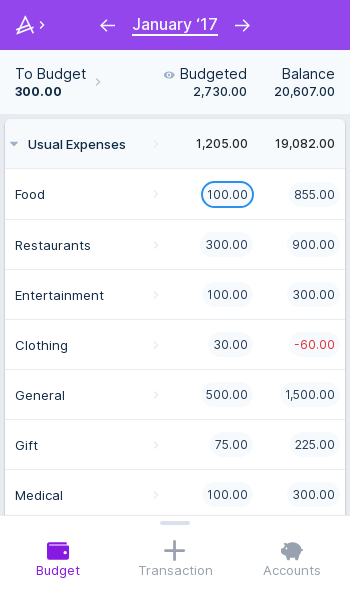 January ‘17
To Budget Budgeted Balance
300.00 2,730.00 20,607.00
Usual Expenses 1,205.00 19,082.00
Food 100.00 855.00
Restaurants 300.00 900.00
Entertainment 100.00 300.00
Clothing 30.00 -60.00
General 500.00 1,500.00
Gift 75.00 225.00
Medical 100.00 300.00
Budget Transaction Accounts